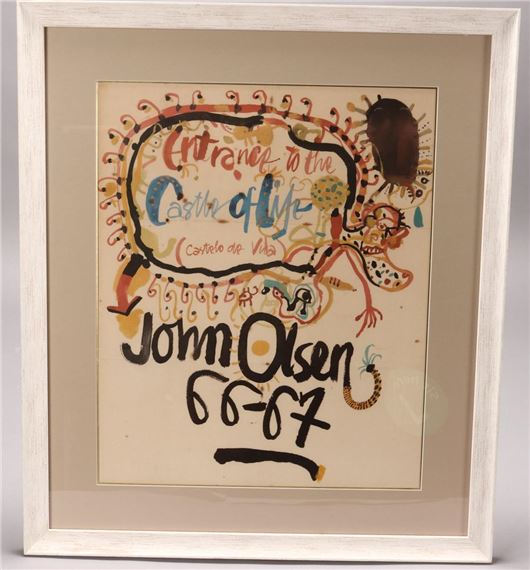 Entrance to the
Castle of Life
(Castelo de Vida)
John Olsen
66-67